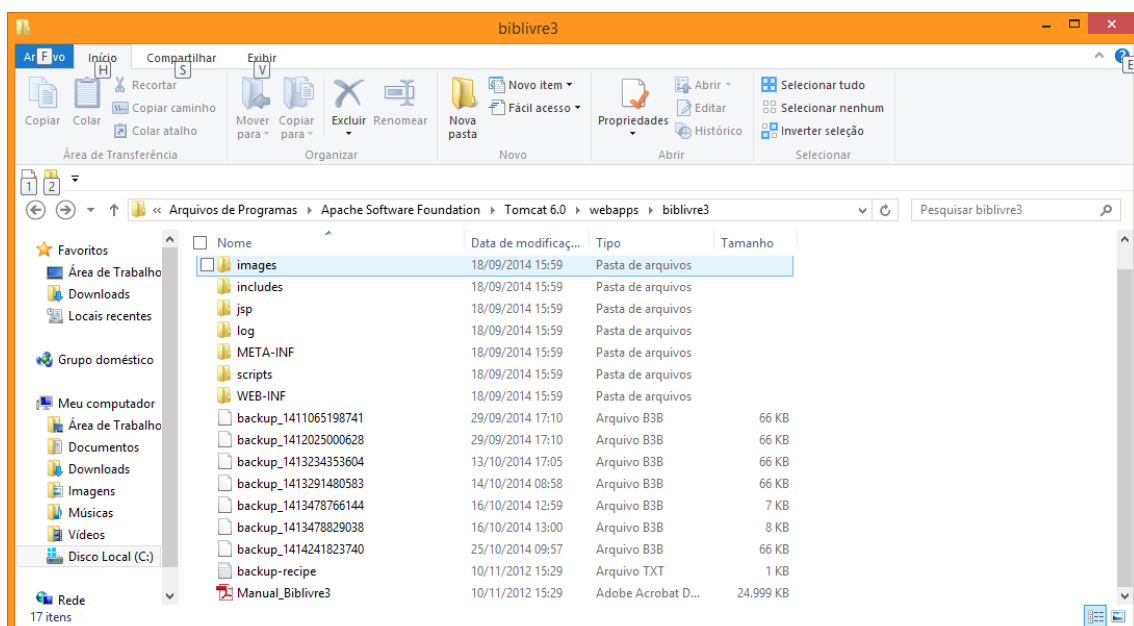 biblivre3
Ar F vo Início Compartilhar Exibir
H S V E
Recortar
Copiar caminho
Colar atalho
Copiar Colar
Mover para Copiar para Excluir Renomear
Nova pasta
Novo item
Fácil acesso
Propriedades
Abrir
Editar
Histórico
Selecionar tudo
Selecionar nenhum
Inverter seleção
Área de Transferência Organizar Novo Abrir Selecionar
1 2
« Arquivos de Programas Apache Software Foundation Tomcat 6.0 webapps biblivre3 Pesquisar biblivre3
Favoritos
Área de Trabalho
Downloads
Locais recentes
Grupo doméstico
Meu computador
Área de Trabalho
Documentos
Downloads
Imagens
Músicas
Vídeos
Disco Local (C:)
Rede
Nome Data de modificaç... Tipo Tamanho
images 18/09/2014 15:59 Pasta de arquivos
includes 18/09/2014 15:59 Pasta de arquivos
jsp 18/09/2014 15:59 Pasta de arquivos
log 18/09/2014 15:59 Pasta de arquivos
META-INF 18/09/2014 15:59 Pasta de arquivos
scripts 18/09/2014 15:59 Pasta de arquivos
WEB-INF 18/09/2014 15:59 Pasta de arquivos
backup_1411065198741 29/09/2014 17:10 Arquivo B3B 66 KB
backup_1412025000628 29/09/2014 17:10 Arquivo B3B 66 KB
backup_1413234353604 13/10/2014 17:05 Arquivo B3B 66 KB
backup_1413291480583 14/10/2014 08:58 Arquivo B3B 66 KB
backup_1413478766144 16/10/2014 12:59 Arquivo B3B 7 KB
backup_1413478829038 16/10/2014 13:00 Arquivo B3B 8 KB
backup_1414241823740 25/10/2014 09:57 Arquivo B3B 66 KB
backup-recipe 10/11/2012 15:29 Arquivo TXT 1 KB
Manual_Biblivre3 10/11/2012 15:29 Adobe Acrobat D... 24.999 KB
17 itens